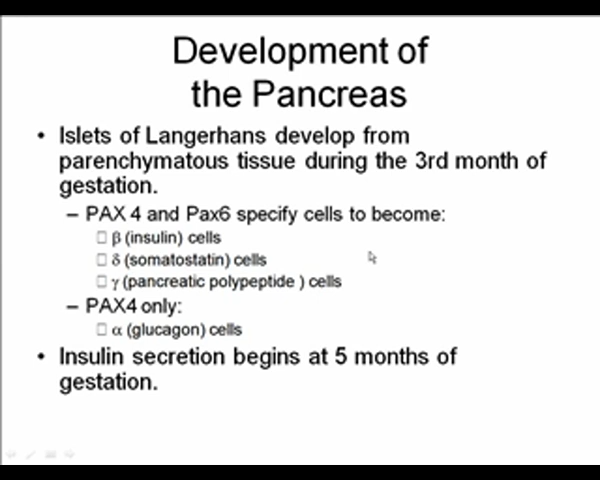 Development of
the Pancreas
• Islets of Langerhans develop from
parenchymatous tissue during the 3rd month of
gestation.
– PAX 4 and Pax6 specify cells to become:
□ β (insulin) cells
□ δ (somatostatin) cells
□ γ (pancreatic polypeptide ) cells
– PAX4 only:
□ α (glucagon) cells
• Insulin secretion begins at 5 months of
gestation.